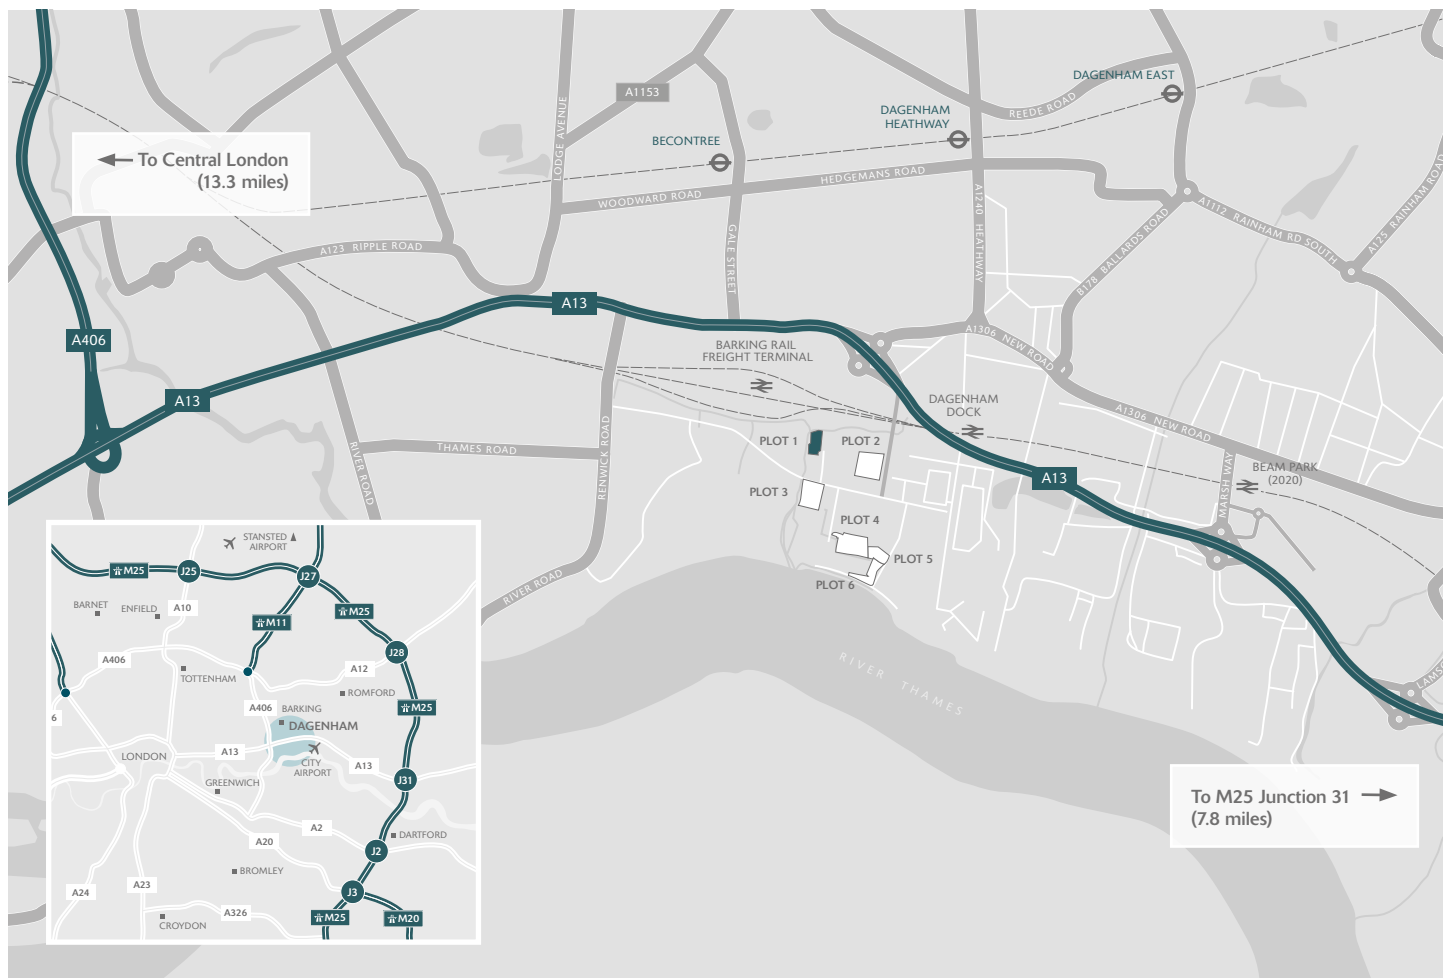 DAGENHAM EAST
A1153
REEDE ROAD
DAGENHAM
HEATHWAY
BECONTREE
LODGE AVENUE
To Central London
(13.3 miles)
HEDGEMANS ROAD
WOODWARD ROAD
A1240 HEATHWAY
A1112 RAINHAM RD SOUTH
A125 RAINHAM ROAD
A123 RIPPLE ROAD
GALE STREET
B178 BALLARDS ROAD
A13
A406
A1306 NEW ROAD
BARKING RAIL
FREIGHT TERMINAL
A13
DAGENHAM
DOCK
A1306 NEW ROAD
PLOT 1
PLOT 2
THAMES ROAD
RIVER ROAD
RENWICK ROAD
MARSH WAY
BEAM PARK
(2020)
A13
PLOT 3
PLOT 4
PLOT 5
PLOT 6
RIVER ROAD
RIVER THAMES
To M25 Junction 31
(7.8 miles)
STANSTED
AIRPORT
M25
J25
J27
BARNET
ENFIELD
A10
M25
M11
A406
J28
TOTTENHAM
A12
ROMFORD
A406
BARKING
M25
6
DAGENHAM
LONDON
A13
CITY
AIRPORT
A13
J31
GREENWICH
A2
DARTFORD
A20
J2
BROMLEY
A24
A23
J3
A326
M25
M20
CROYDON